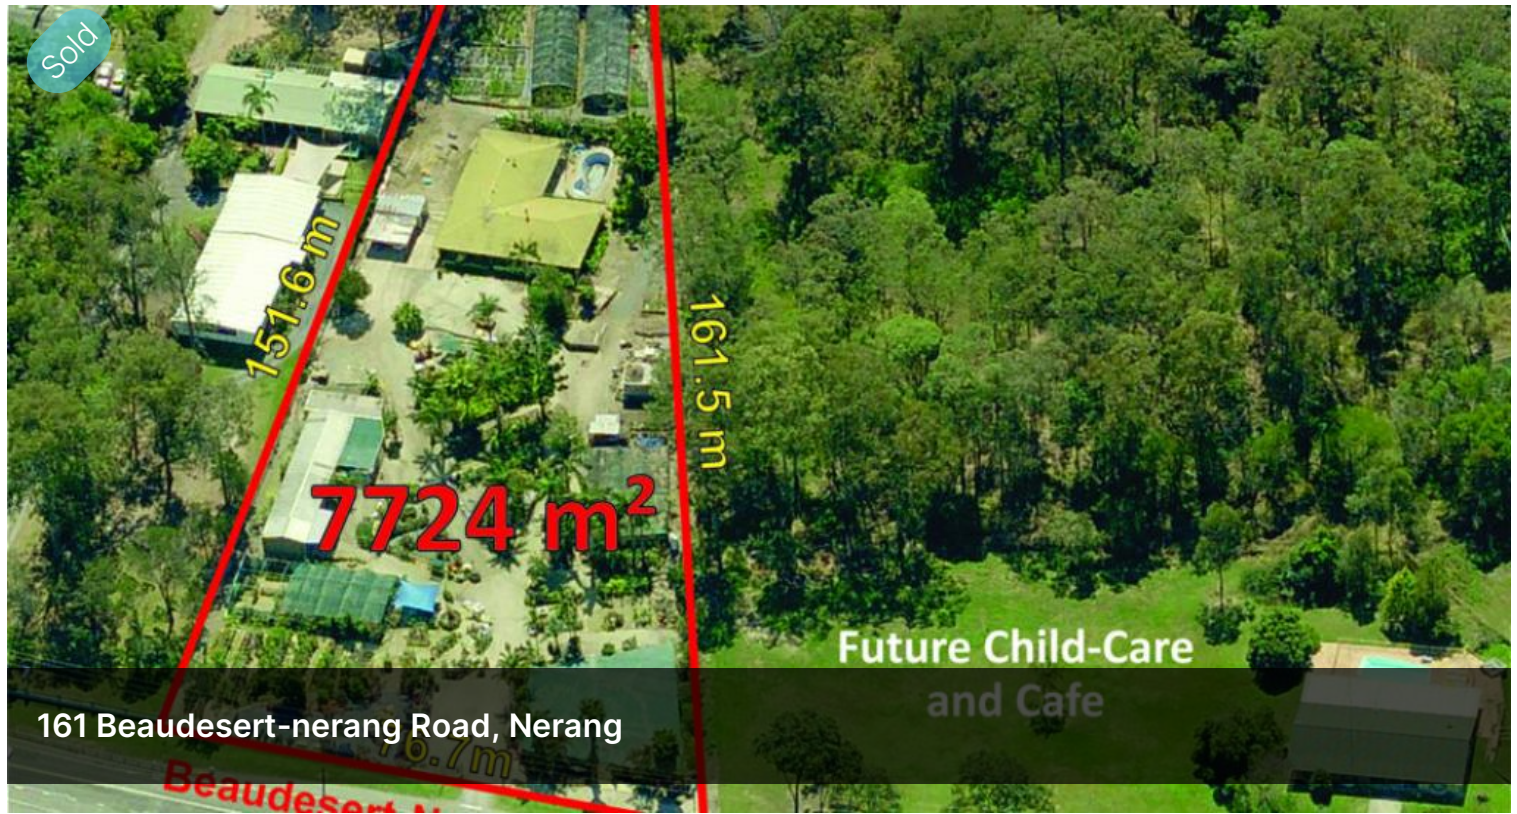 Sold
151.6 m
161.5 m
7724 m²
Future Child-Care
and Cafe
161 Beaudesert-nerang Road, Nerang
76.7m
Beaudesert-N